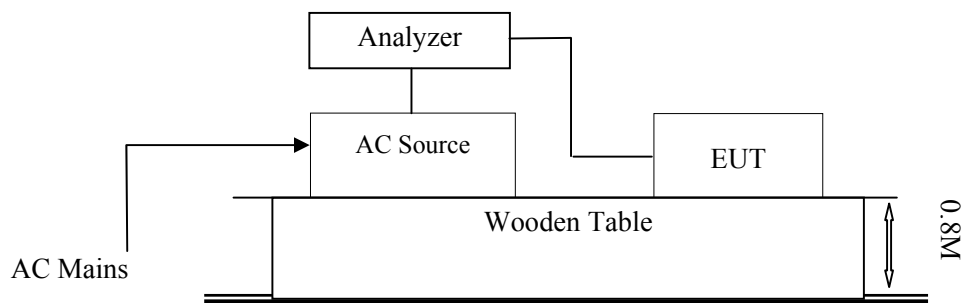 Analyzer
AC Source
EUT
Wooden Table
0.8M
AC Mains